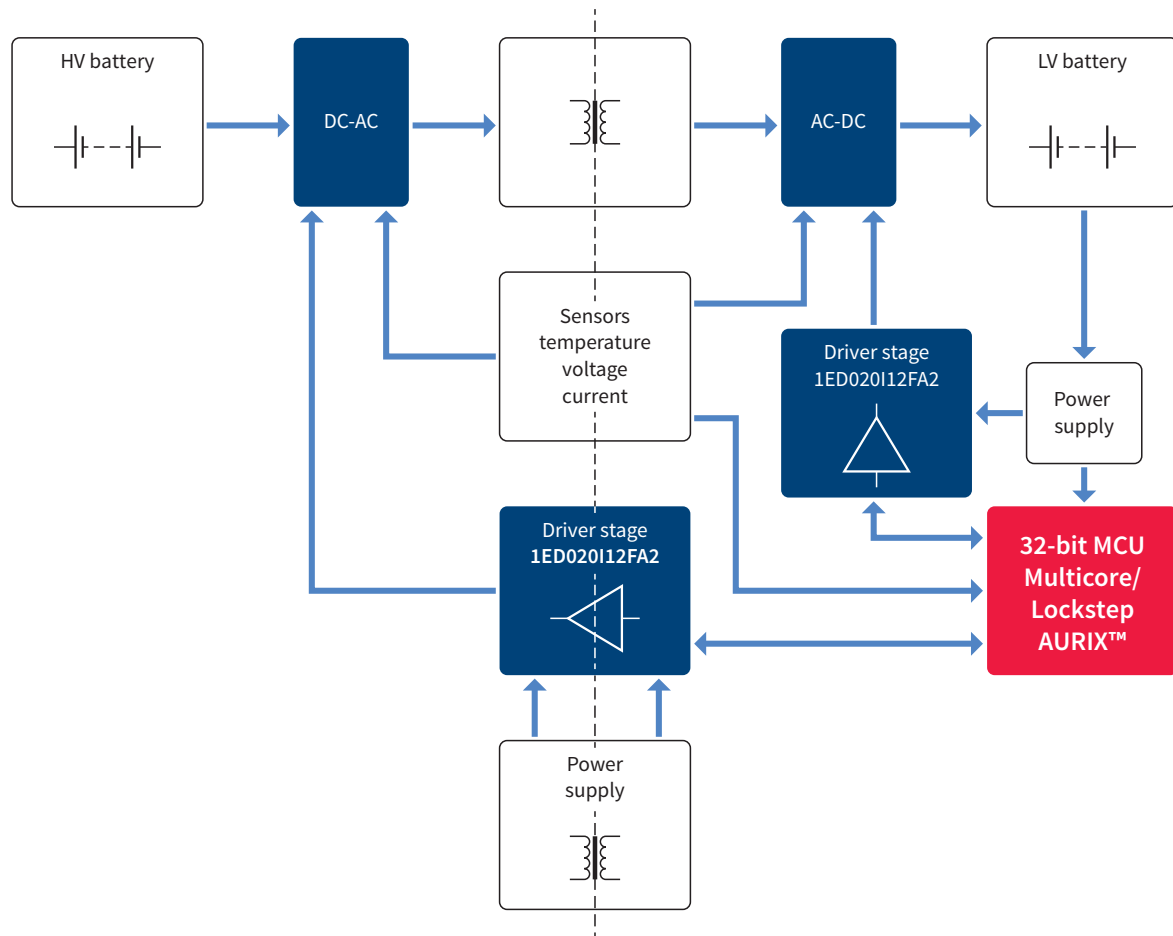 HV battery
DC-AC
AC-DC
LV battery
Sensors
temperature
voltage
current
Driver stage
1ED020I12FA2
Power
supply
Driver stage
1ED020I12FA2
32-bit MCU
Multicore/
Lockstep
AURIX™
Power
supply